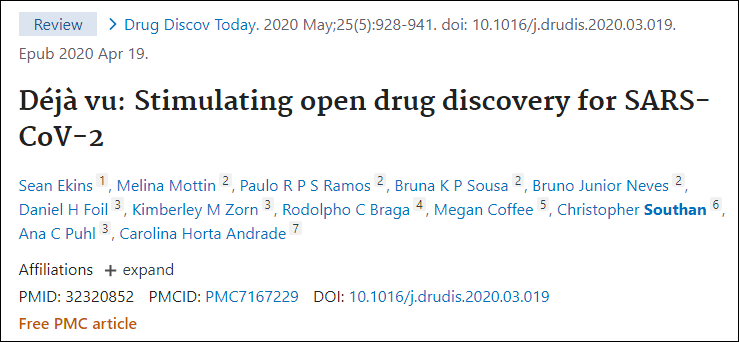 Review > Drug Discov Today. 2020 May;25(5):928-941. doi: 10.1016/j.drudis.2020.03.019.
Epub 2020 Apr 19.
Déjà vu: Stimulating open drug discovery for SARS-
CoV-2
Sean Ekins 1, Melina Mottin 2, Paulo R P S Ramos 2, Bruna K P Sousa 2, Bruno Junior Neves 2,
Daniel H Foil 3, Kimberley M Zorn 3, Rodolpho C Braga 4, Megan Coffee 5, Christopher Southan 6,
Ana C Puhl 3, Carolina Horta Andrade 7
Affiliations + expand
PMID: 32320852 PMCID: PMC7167229 DOI: 10.1016/j.drudis.2020.03.019
Free PMC article